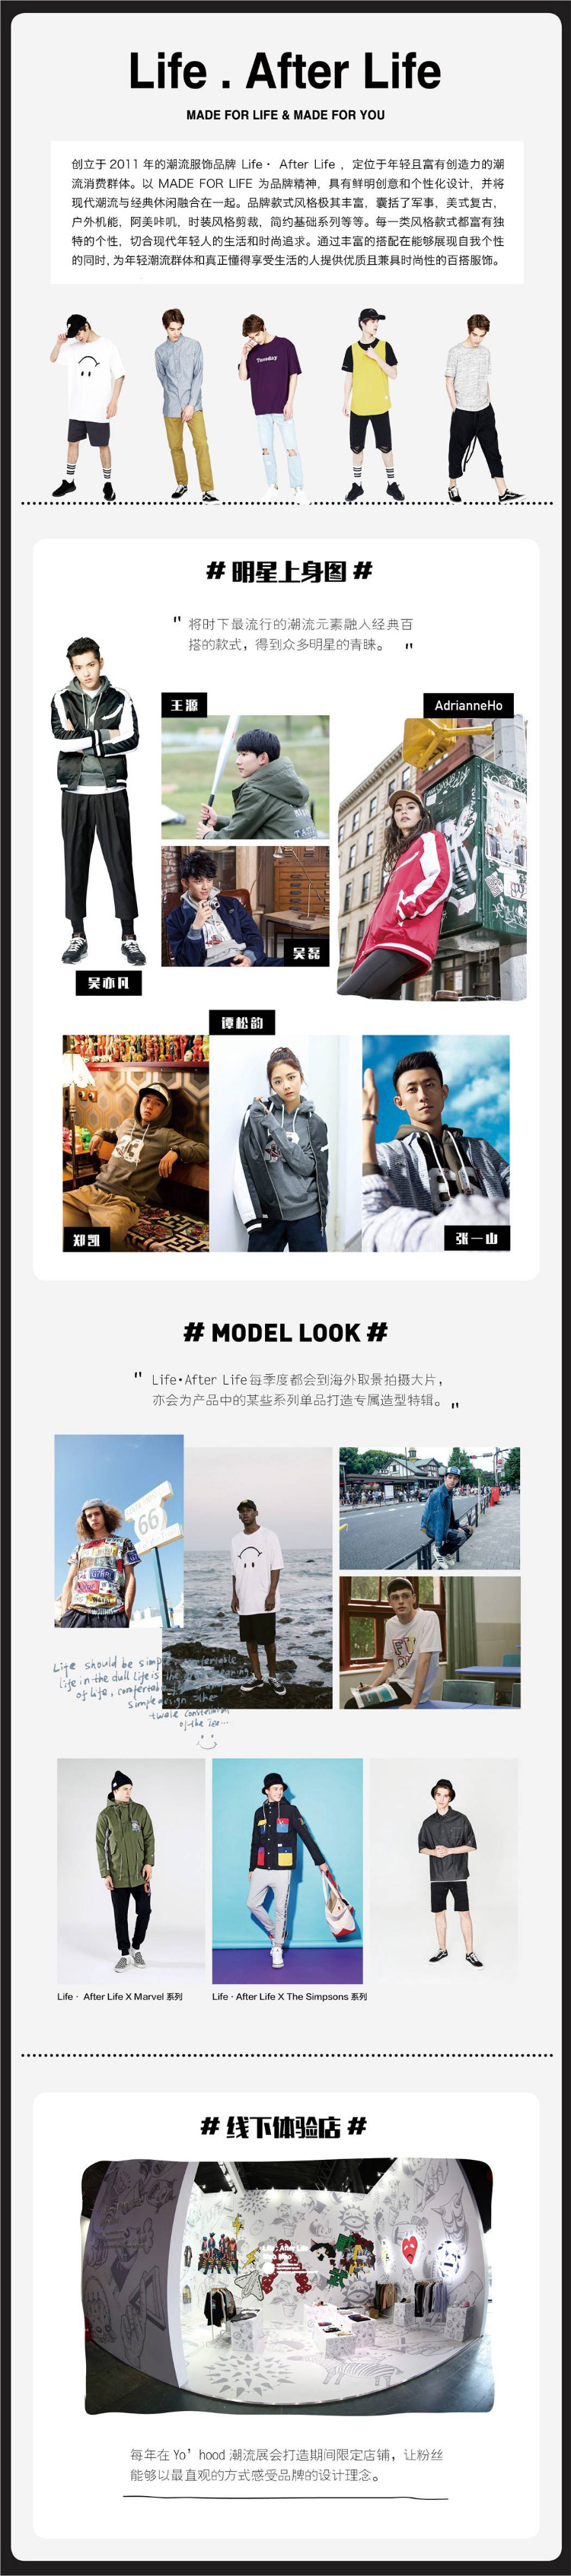 Life . After Life
MADE FOR LIFE & MADE FOR YOU
创立于 2011 年的潮流服饰品牌 Life · After Life ，定位于年轻且富有创造力的潮
流消费群体。以 MADE FOR LIFE 为品牌精神，具有鲜明创意和个性化设计，并将
现代潮流与经典休闲融合在一起。品牌款式风格极其丰富，囊括了军事，美式复古，
户外机能，阿美咔叽，时装风格剪裁，简约基础系列等等。每一类风格款式都富有独
特的个性，切合现代年轻人的生活和时尚追求。通过丰富的搭配在能够展现自我个性
的同时, 为年轻潮流群体和真正懂得享受生活的人提供优质且兼具时尚性的百搭服饰。
Tuesday
# 明星上身图 #
" 将时下最流行的潮流元素融入经典百
搭的款式，得到众多明星的青睐。 "
王源
AdrianneHo
吴磊
吴亦凡
谭松韵
郑凯
张一山
# MODEL LOOK #
" Life·After Life每季度都会到海外取景拍摄大片，
亦会为产品中的某些系列单品打造专属造型特辑。 "
66
Life should be
life in the dull life is the
of life,
simple design. the
twelve
of the
Life · After Life X Marvel 系列
Life · After Life X The Simpsons 系列
# 线下体验店 #
Life . After Life
每年在 Yo’hood 潮流展会打造期间限定店铺，让粉丝
能够以最直观的方式感受品牌的设计理念。